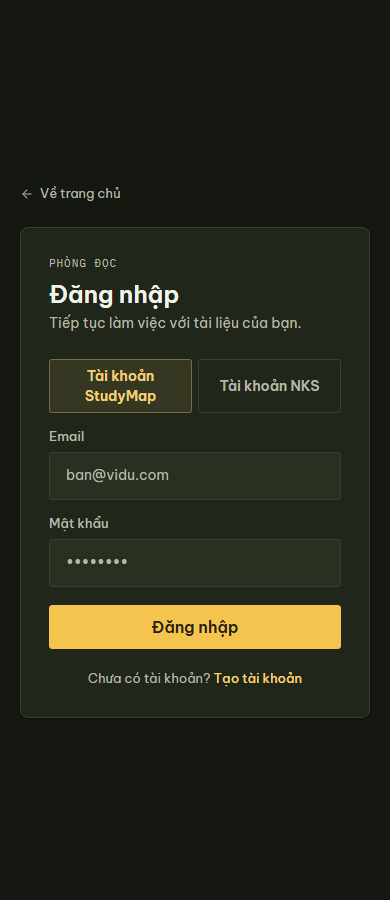 ← Về trang chủ
PHÒNG ĐỌC
Đăng nhập
Tiếp tục làm việc với tài liệu của bạn.
Tài khoản
StudyMap
Tài khoản NKS
Email
ban@vidu.com
Mật khẩu
••••••••
Đăng nhập
Chưa có tài khoản? Tạo tài khoản